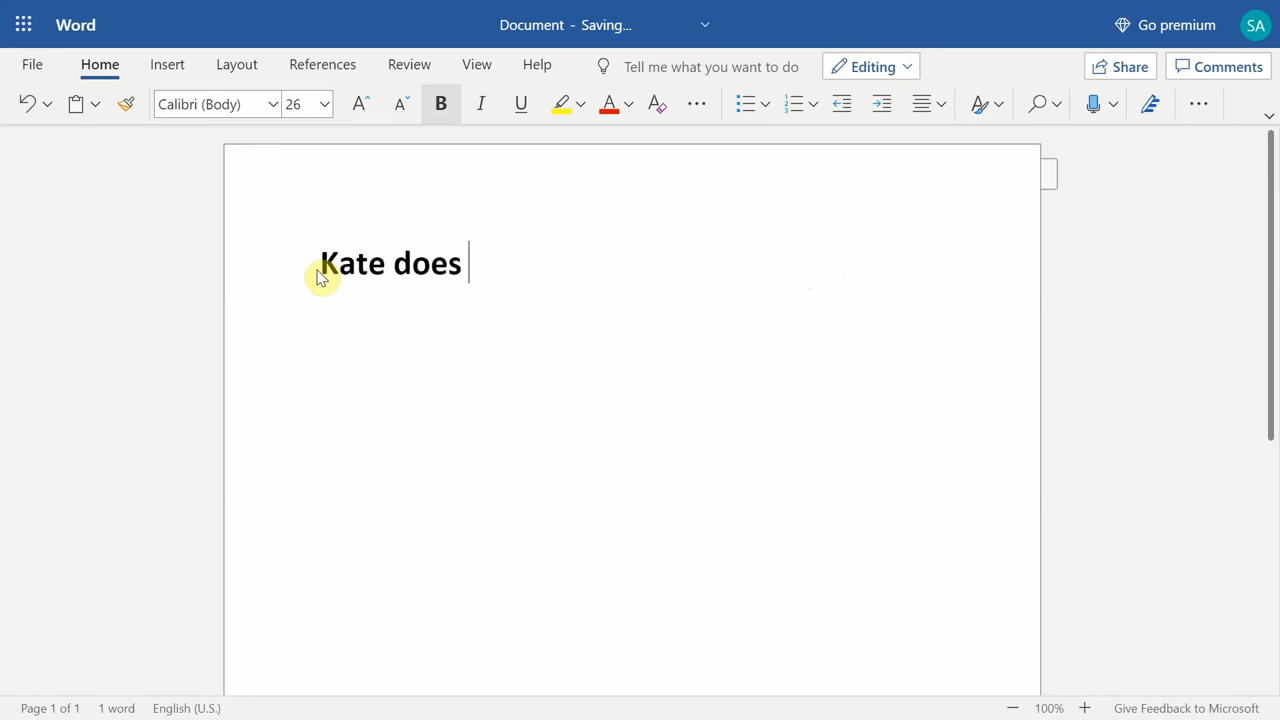 Word
Document - Saving...
Go premium
SA
File
Home
Insert
Layout
References
Review
View
Help
Tell me what you want to do
Editing
Share
Comments
Calibri (Body)
26
B
I
U
A
A
A
A
Kate does
Page 1 of 1
1 word
English (U.S.)
100%
Give Feedback to Microsoft